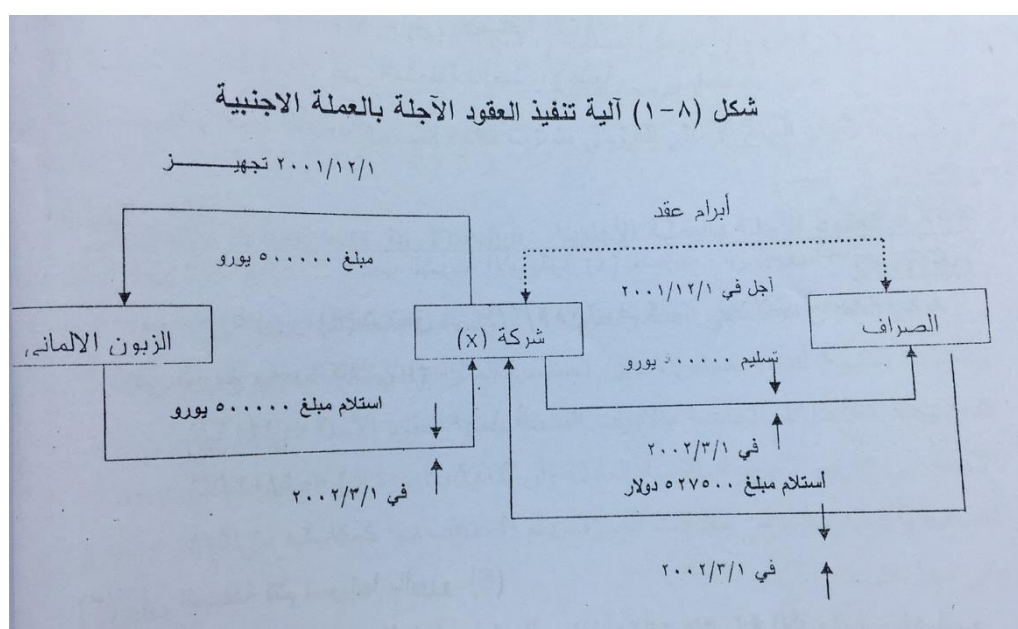 شكل (٨-١) آلية تنفيذ العقود الآجلة بالعملة الاجنبية
٢٠٠١/١٢/١ تجهيـــــــــز
أبرام عقد
مبلغ ٥٠٠٠٠٠ يورو
أجل في ٢٠٠١/١٢/١
الصراف
شركة (x)
الزبون الالماني
تسليم ٥٠٠٠٠٠ يورو
استلام مبلغ ٥٠٠٠٠٠ يورو
في ٢٠٠٢/٣/١
أستلام مبلغ ٥٢٧٥٠٠ دولار
في ٢٠٠٢/٣/١
في ٢٠٠٢/٣/١